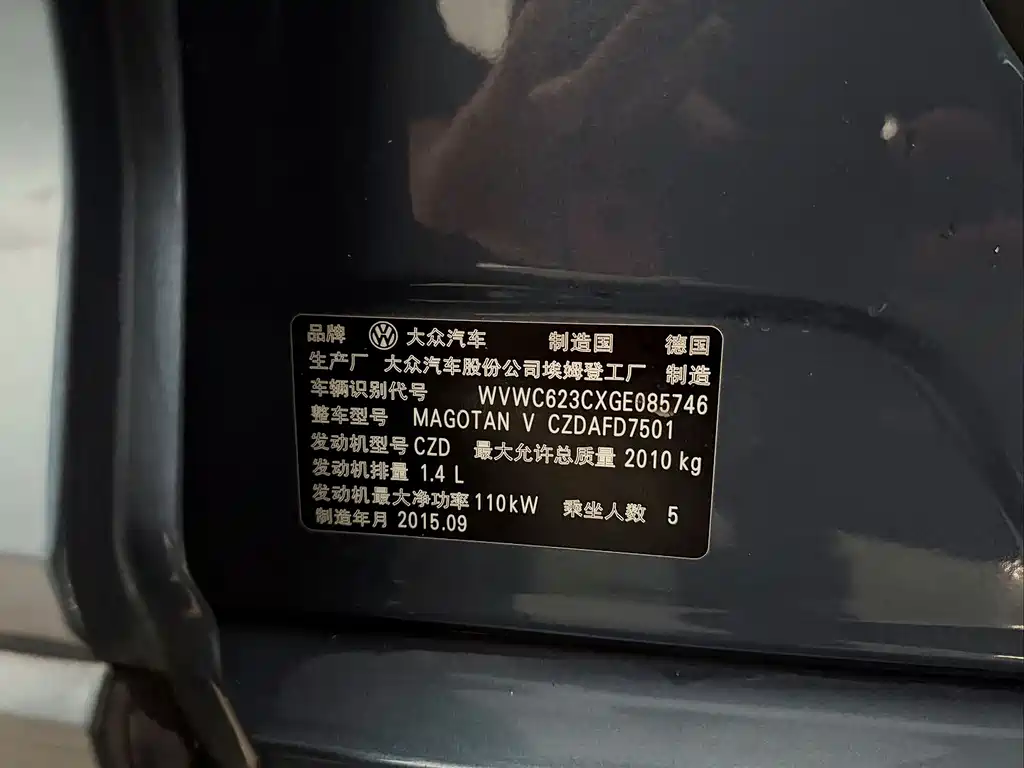 品牌 大众汽车 制造国 德国
生产厂 大众汽车股份公司埃姆登工厂 制造
车辆识别代号 WVWC623CXGE085746
整车型号 MAGOTAN V CZDAFD7501
发动机型号 CZD 最大允许总质量 2010 kg
发动机排量 1.4 L
发动机最大净功率 110kW 乘坐人数 5
制造年月 2015.09